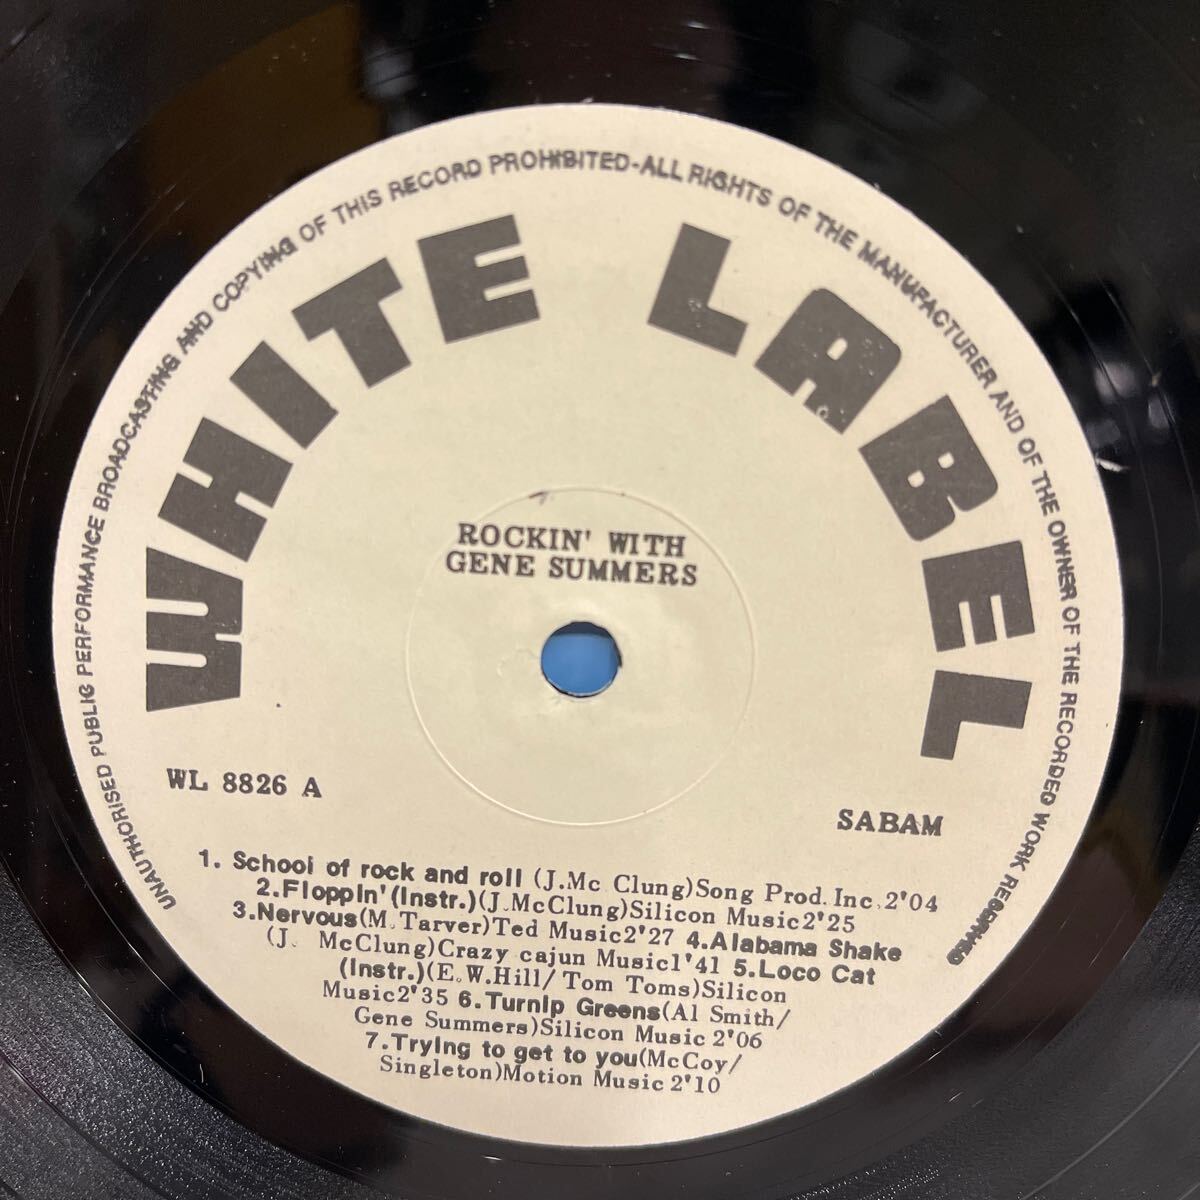 UNAUTHORISED PUBLIC PERFORMANCE BROADCASTING AND COPYING OF THIS RECORD PROHIBITED-ALL RIGHTS OF THE MANUFACTURER AND OF THE OWNER OF THE RECORDED WORK RESERVED
WHITE LABEL
ROCKIN' WITH
GENE SUMMERS
WL 8826 A
SABAM
1. School of rock and roll (J.Mc Clung)Song Prod. Inc.2'04
2.Floppin'(Instr.)(J.McClung)Silicon Music2'25
3.Nervous(M.Tarver)Ted Music2'27 4.Alabama Shake
(J. McClung)Crazy cajun Music1'41 5.Loco Cat
(Instr.)(E.W.Hill/Tom Toms)Silicon
Music2'35 6.Turnip Greens(Al Smith/
Gene Summers)Silicon Music 2'06
7.Trying to get to you(McCoy/
Singleton)Motion Music 2'10